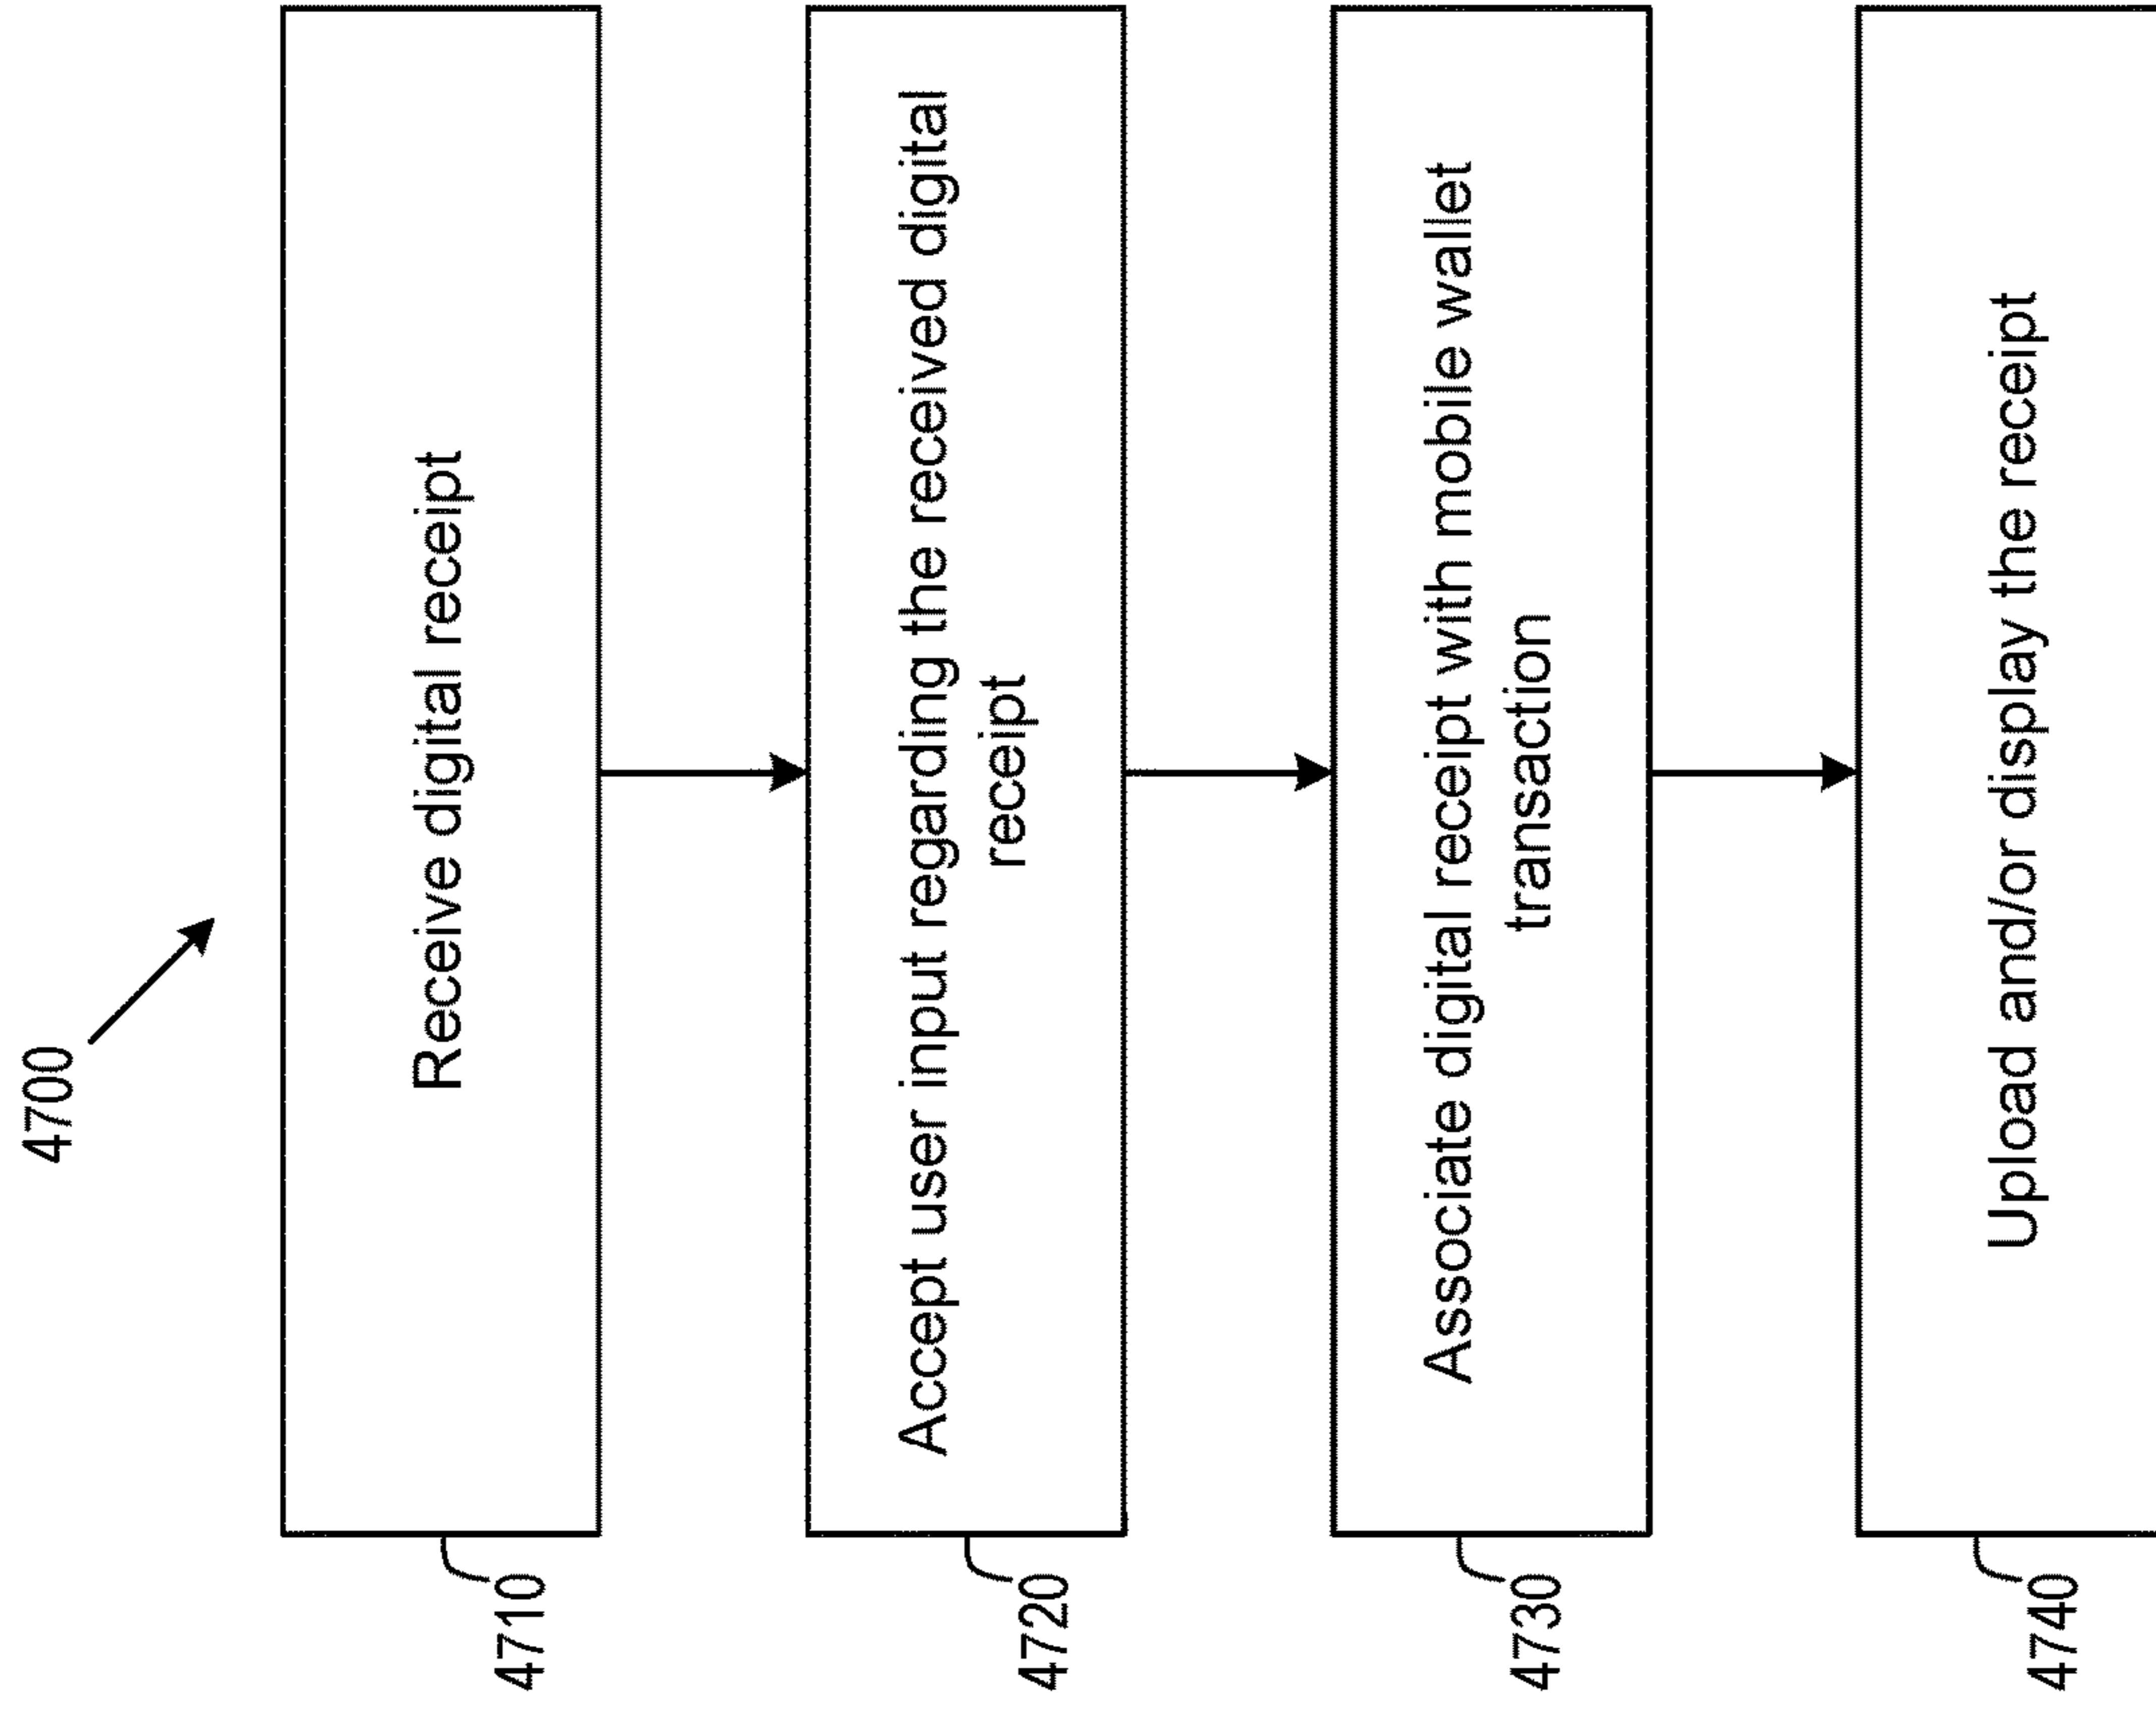 4700
Receive digital receipt
4710
Accept user input regarding the received digital
receipt
4720
Associate digital receipt with mobile wallet
transaction
4730
Upload and/or display the receipt
4740